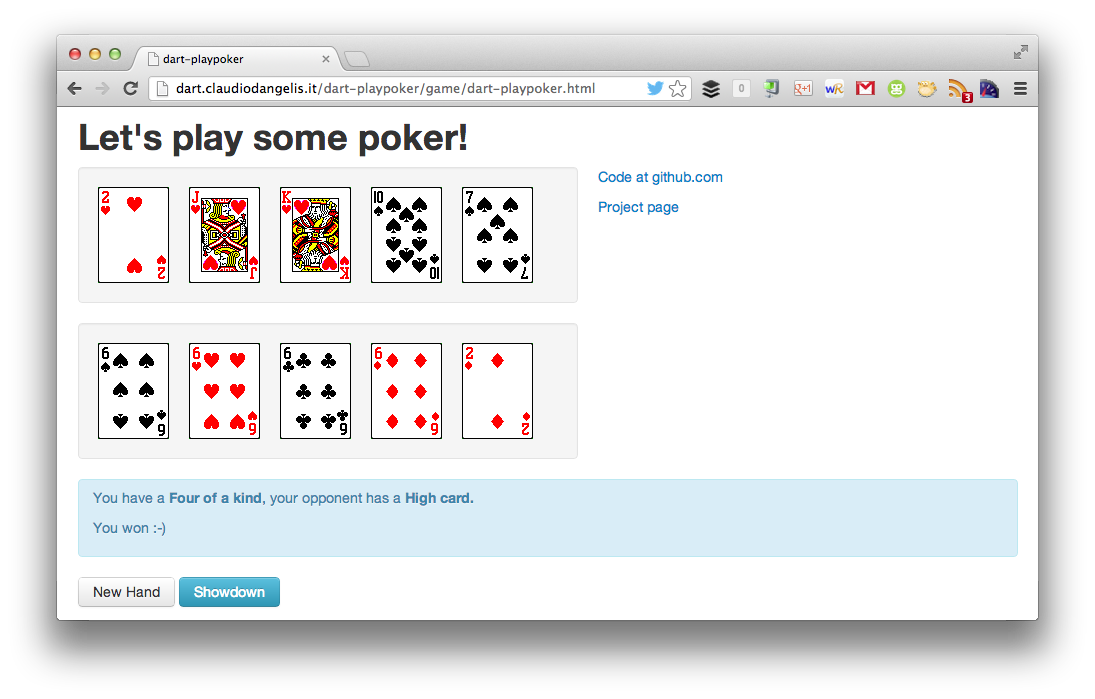 dart-playpoker
dart.claudiodangelis.it/dart-playpoker/game/dart-playpoker.html
0
g+1
wR
3
Let's play some poker!
Code at github.com
Project page
2 J K 10 7
2 J K 10 7
6 6 6 6 2
6 6 6 6 2
You have a Four of a kind, your opponent has a High card.
You won :-)
New Hand Showdown